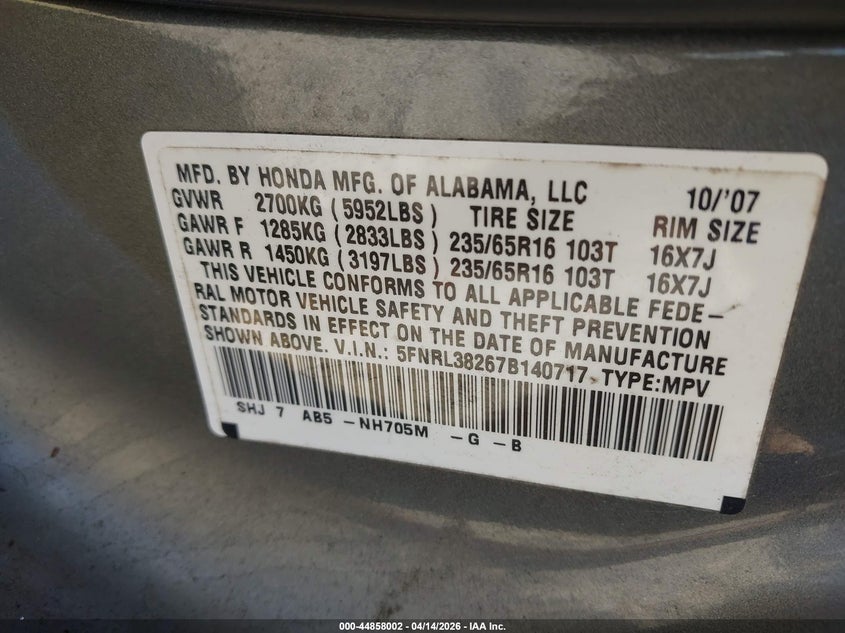 MFD. BY HONDA MFG. OF ALABAMA, LLC 10/'07
GVWR 2700KG (5952LBS) TIRE SIZE RIM SIZE
GAWR F 1285KG (2833LBS) 235/65R16 103T 16X7J
GAWR R 1450KG (3197LBS) 235/65R16 103T 16X7J
THIS VEHICLE CONFORMS TO ALL APPLICABLE FEDE-
RAL MOTOR VEHICLE SAFETY AND THEFT PREVENTION
STANDARDS IN EFFECT ON THE DATE OF MANUFACTURE
SHOWN ABOVE. V.I.N.: 5FNRL38267B140717 TYPE:MPV
SHJ 7 AB5 -NH705M -G -B
000-44858002 - 04/14/2026 - IAA Inc.